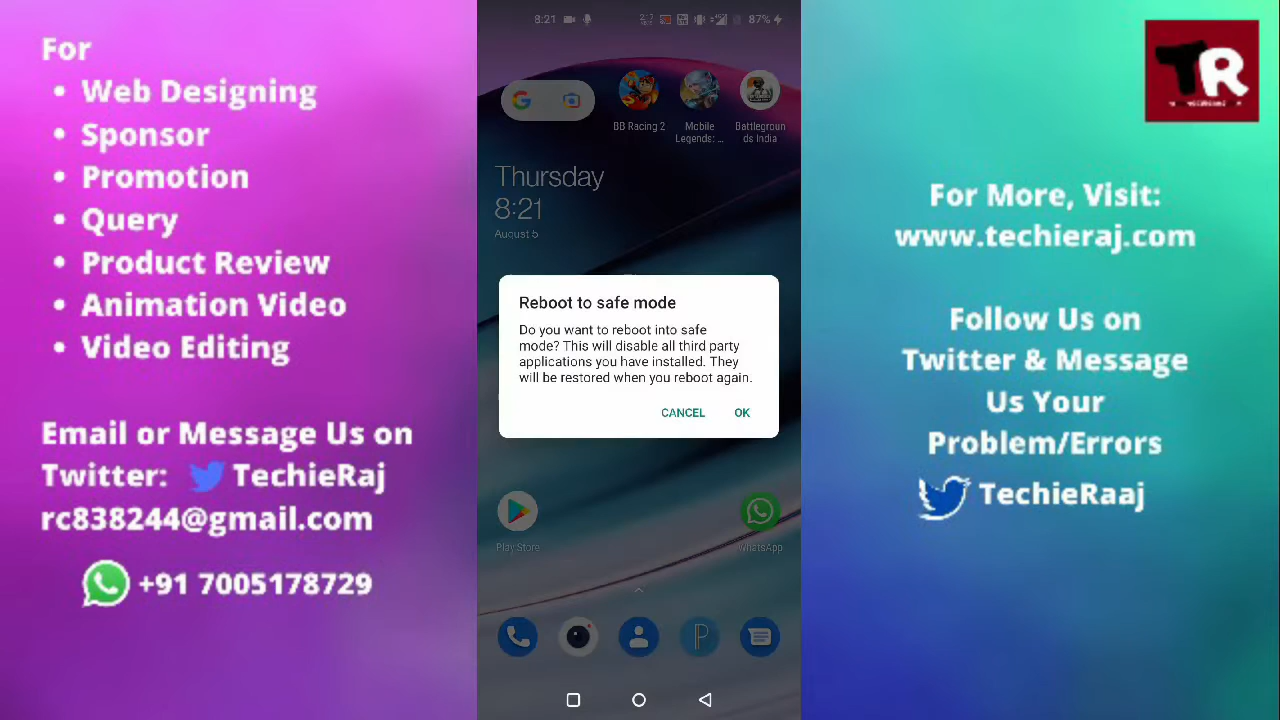 For
• Web Designing
• Sponsor
• Promotion
• Query
• Product Review
• Animation Video
• Video Editing
Email or Message Us on
Twitter: TechieRaj
rc838244@gmail.com
+91 7005178729
8:21
87%
BB Racing 2
Mobile Legends: ...
Battlegroun
ds India
Thursday
8:21
August 5
Reboot to safe mode
Do you want to reboot into safe
mode? This will disable all third party
applications you have installed. They
will be restored when you reboot again.
CANCEL OK
Play Store
WhatsApp
TR
For More, Visit:
www.techieraj.com
Follow Us on
Twitter & Message
Us Your
Problem/Errors
TechieRaaj